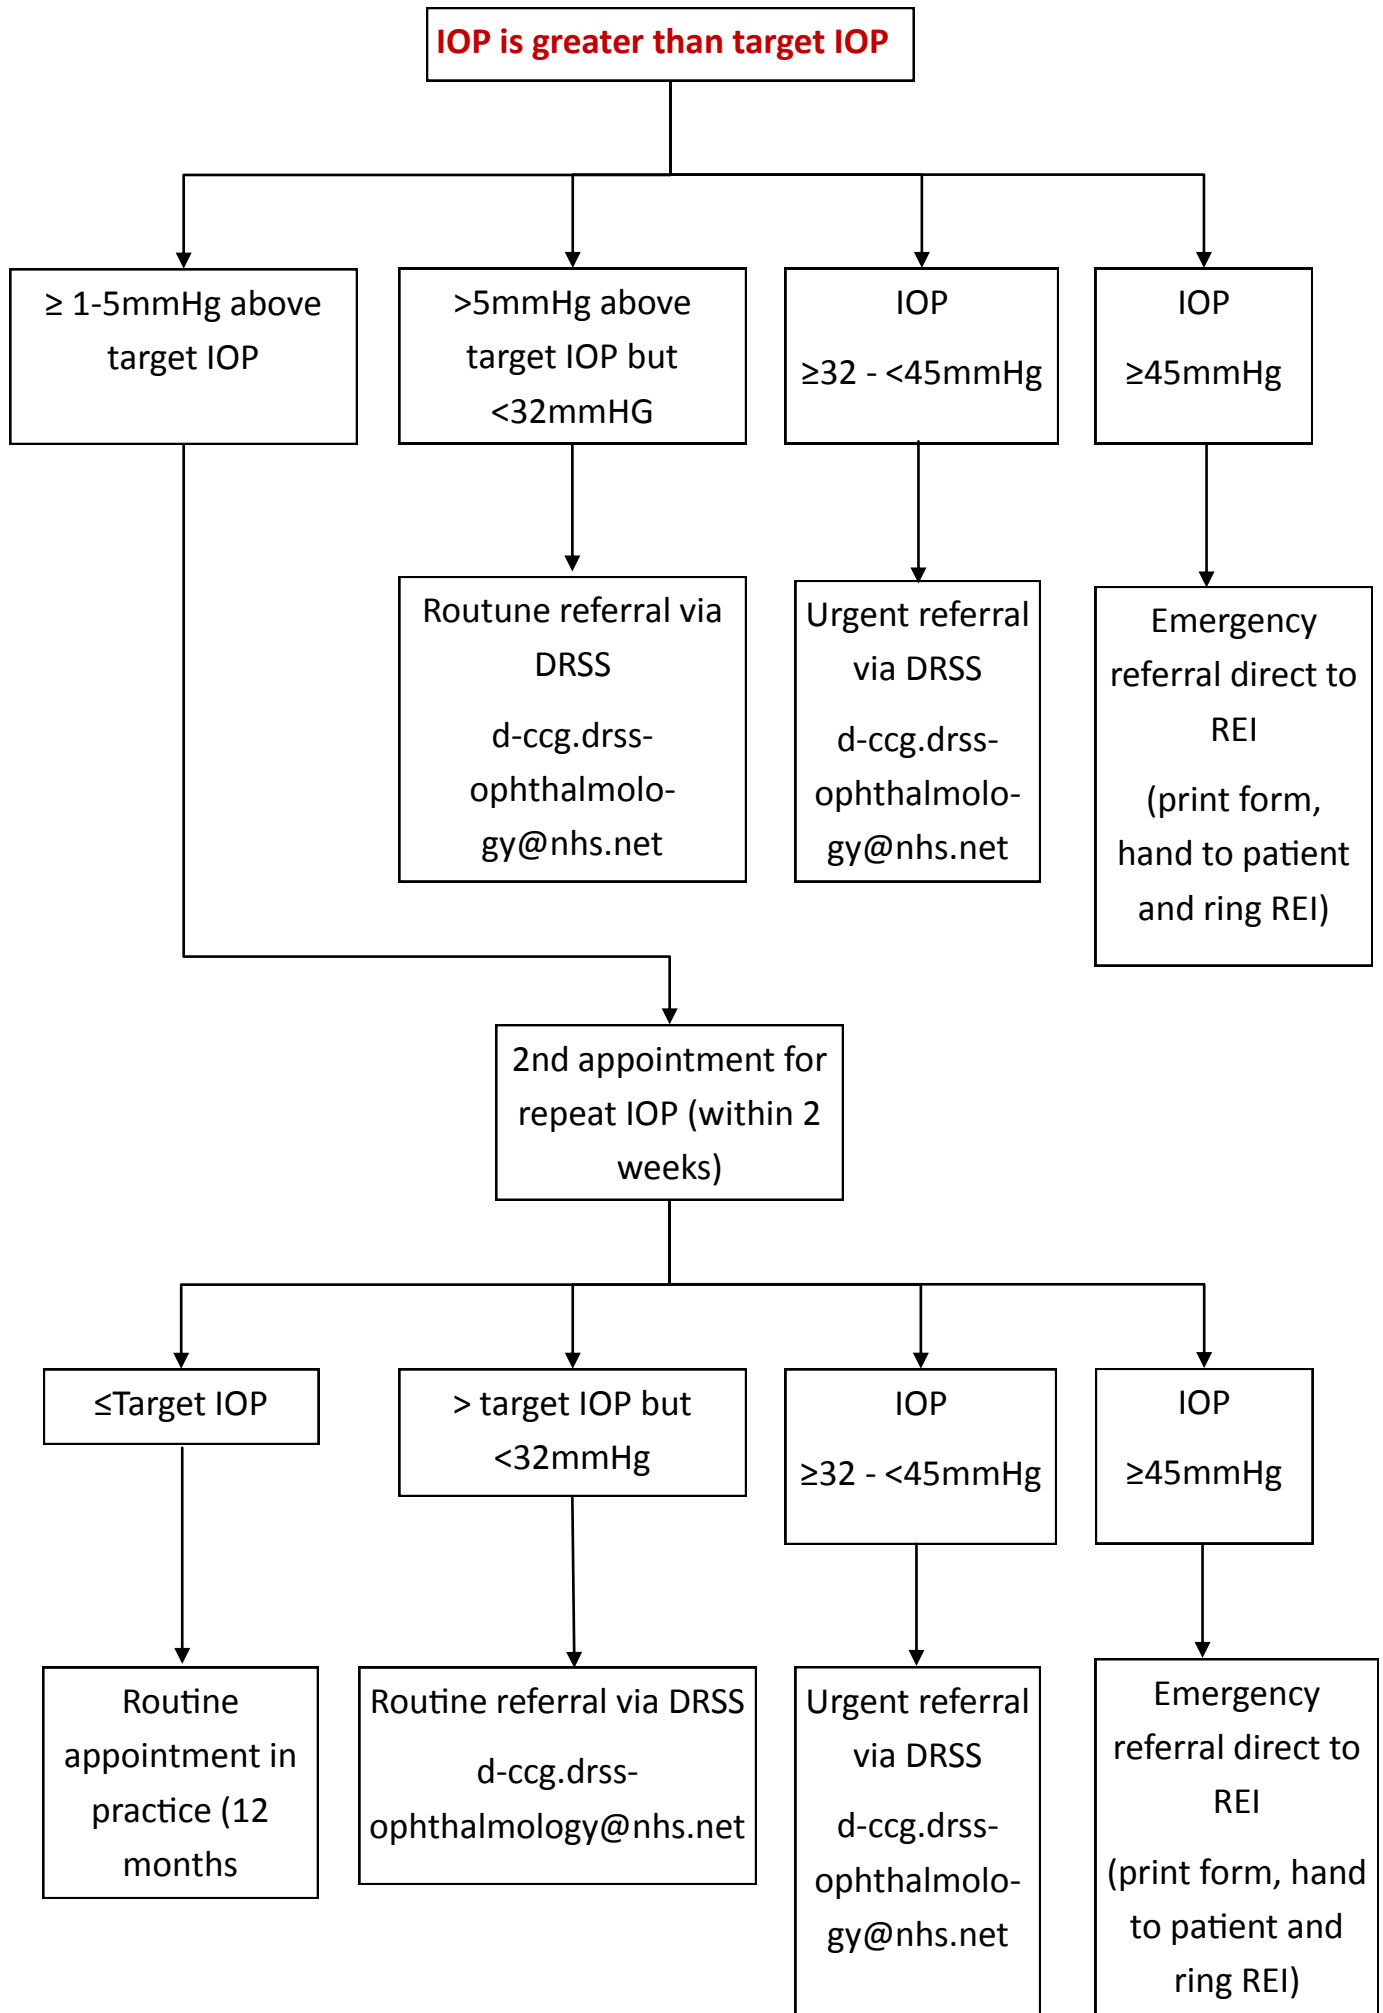 IOP is greater than target IOP
≥ 1-5mmHg above
target IOP
>5mmHg above
target IOP but
<32mmHG
IOP
≥32 - <45mmHg
IOP
≥45mmHg
Routune referral via
DRSS
d-ccg.drss-
ophthalmolo-
gy@nhs.net
Urgent referral
via DRSS
d-ccg.drss-
ophthalmolo-
gy@nhs.net
Emergency
referral direct to
REI
(print form,
hand to patient
and ring REI)
2nd appointment for
repeat IOP (within 2
weeks)
≤Target IOP
> target IOP but
<32mmHg
IOP
≥32 - <45mmHg
IOP
≥45mmHg
Routine
appointment in
practice (12
months
Routine referral via DRSS
d-ccg.drss-
ophthalmology@nhs.net
Urgent referral
via DRSS
d-ccg.drss-
ophthalmolo-
gy@nhs.net
Emergency
referral direct to
REI
(print form, hand
to patient and
ring REI)